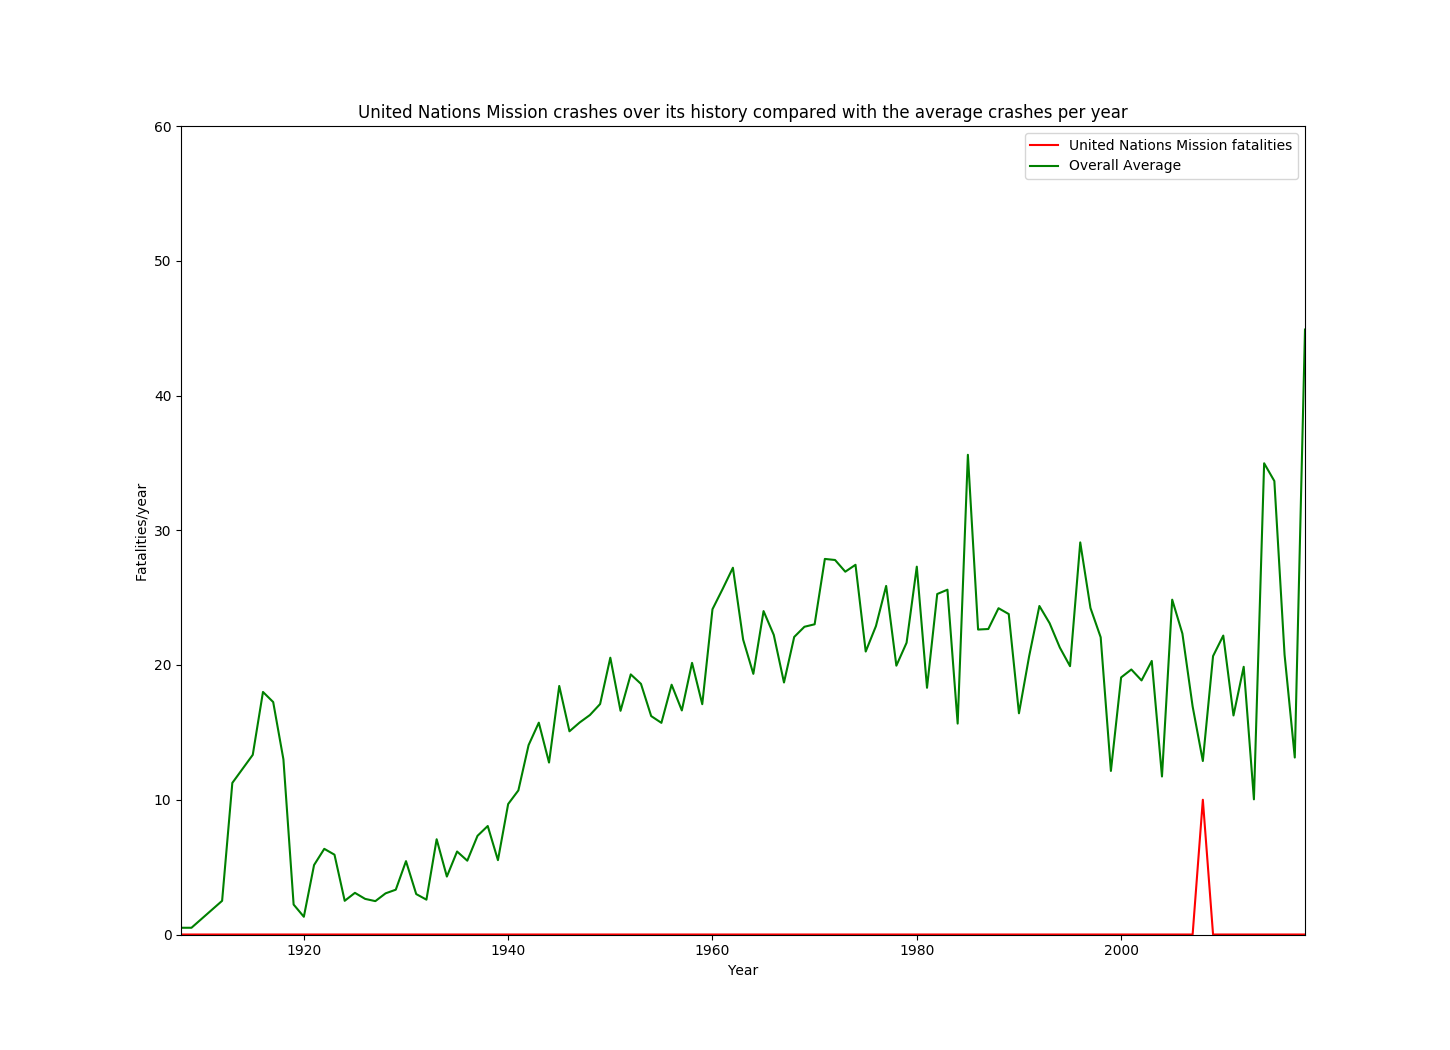 United Nations Mission crashes over its history compared with the average crashes per year
United Nations Mission fatalities
Overall Average
60
50
40
30
20
10
0
Fatalities/year
1920 1940 1960 1980 2000
Year